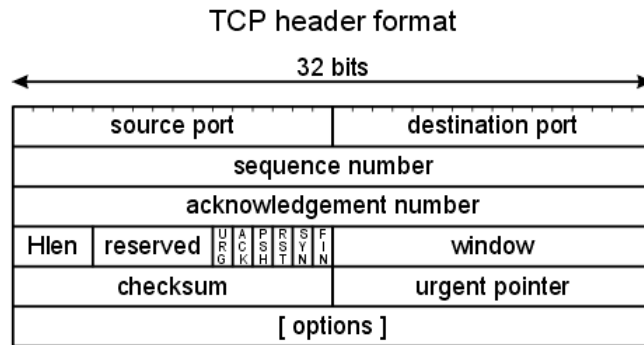 TCP header format
32 bits
source port destination port
sequence number
acknowledgement number
Hlen reserved URG ACK PSH RST SYN FIN window
checksum urgent pointer
[ options ]